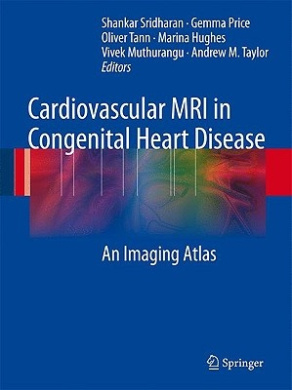 Shankar Sridharan · Gemma Price
Oliver Tann · Marina Hughes
Vivek Muthurangu · Andrew M. Taylor
Editors
Cardiovascular MRI in
Congenital Heart Disease
An Imaging Atlas
Springer